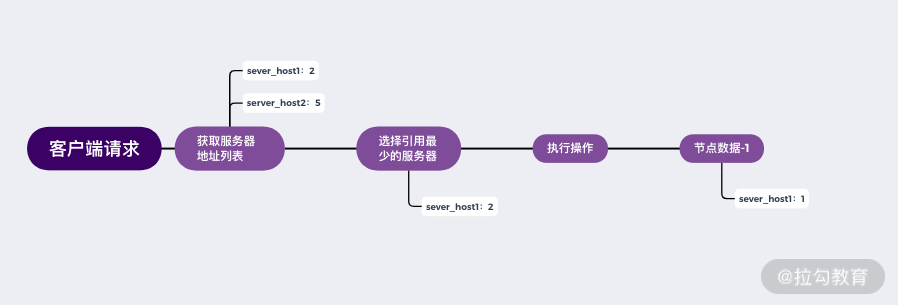 sever_host1：2
server_host2：5
客户端请求
获取服务器
地址列表
选择引用最
少的服务器
执行操作
节点数据-1
sever_host1：2
sever_host1：1
@拉勾教育